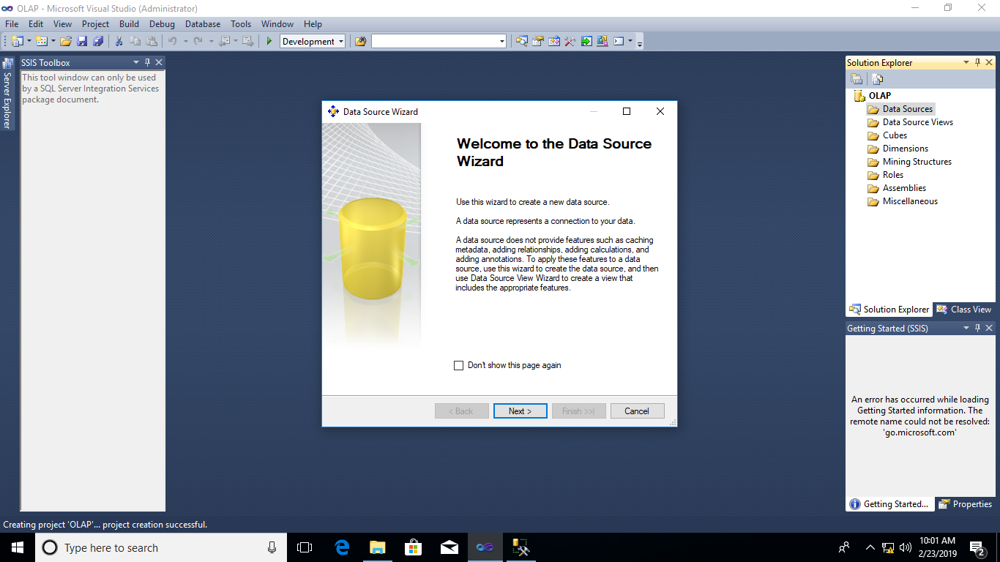 OLAP - Microsoft Visual Studio (Administrator)
File Edit View Project Build Debug Database Tools Window Help
Development
Server Explorer
SSIS Toolbox
This tool window can only be used
by a SQL Server Integration Services
package document.
Data Source Wizard
Welcome to the Data Source
Wizard
Use this wizard to create a new data source.
A data source represents a connection to your data.
A data source does not provide features such as caching
metadata, adding relationships, adding calculations, and
adding annotations. To apply these features to a data
source, use this wizard to create the data source, and then
use Data Source View Wizard to create a view that
includes the appropriate features.
Don't show this page again
< Back Next > Finish >>| Cancel
Solution Explorer
OLAP
Data Sources
Data Source Views
Cubes
Dimensions
Mining Structures
Roles
Assemblies
Miscellaneous
Solution Explorer Class View
Getting Started (SSIS)
An error has occurred while loading
Getting Started information. The
remote name could not be resolved:
'go.microsoft.com'
Getting Started... Properties
Creating project 'OLAP'... project creation successful.
Type here to search
10:01 AM
2/23/2019
2